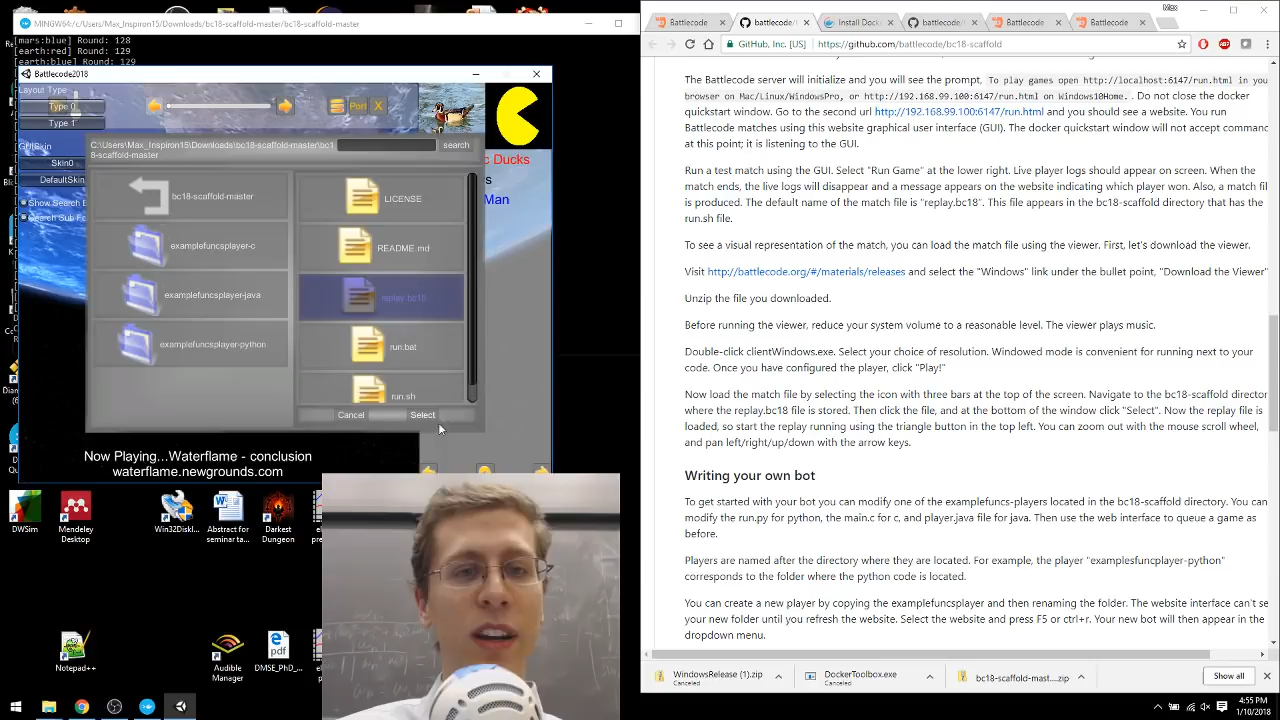 MINGW64:/c/Users/Max_Inspiron15/Downloads/bc18-scaffold-master/bc18-scaffold-master
[mars:blue] Round: 128
[earth:red] Round: 129
[earth:blue] Round: 129
Battlecode2018
Layout Type
Type 0
Type 1
GUISkin
Skin0
DefaultSkin
Show Search B
Search Sub Fo
Port
X
C:\Users\Max_Inspiron15\Downloads\bc18-scaffold-master\bc1
8-scaffold-master
search
bc18-scaffold-master
examplefuncsplayer-c
examplefuncsplayer-java
examplefuncsplayer-python
LICENSE
README.md
replay.bc18
run.bat
run.sh
Cancel
Select
c Ducks
s
Man
Now Playing...Waterflame - conclusion
waterflame.newgrounds.com
DWSim
Mendeley
Desktop
Win32DiskI...
Abstract for
seminar ta...
Darkest
Dungeon
Notepad++
Audible
Manager
DMSE_PhD_...
Battlecode
Install Dock
Battlecode
Battlecode
GitHub, Inc. [US]
https://github.com/battlecode/bc18-scaffold
The Battlecode server will initialize and you will see the prompt, To play games open http://localhost:6147/run.html in your
browser on Mac/Linux/WindowsPro, or http://192.168.99.100:6147/run.html on Windows10Home. . Do not close the docker
quickstart window. Go to the second url http://192.168.99.100:6147/run.html and you should see a website where you run
Battlecode matches using this website graphical user interface (GUI). The docker quickstart window will not accept command
at this point; it is listening to the GUI.
Run a test match using the GUI. Select "Run Game" at the lower right. Live player logs should appear on the screen. When the
match ends, the live logs will disappear and a message appears on the website indicating which player won. Also, a match file
is produced. The default name of the match file is "replay.bc18". This file appear in the bc18-scaffold directory that has the
run.sh file.
To see a visual representation of the match, you can load the match file using the viewer. First, let's download the viewer.
Visit http://battlecode.org/#/materials/releases and select the "Windows" link under the bullet point, "Download the Viewer"
Unzip the file you downloaded.
Before running the viewer, reduce your system volume to a reasonable level. The viewer plays music.
Double-click clientWindows.exe. Select your choice of resolution. Windowed mode is convenient for running next to your
code. Once you have configured the player, click "Play!"
Now load the match file by selecting the icon with three bars at the top of screen. Navigate to the bc18-scaffold director
where the replay.bc18 file is stored. Then click the file, and at the bottom of the window click "Select". Now the replay file is
loaded, so start the replay running using the triangle button in the top left. You can zoom out with the mouse scroll wheel,
and pan left/right/up/down with the arrow keys.
Writing your own bot
To get started with your bot you can modify one of the examplefuncs-players located in the bc18-scaffold directory. You can
modify the run.py for python, the main.c for c, and player.java file for java. Then use the web interface to queue a game as
before.
Players are named after the directory where they are located. For example, the player "examplefuncplayer-python"
corresponds to the folder where the python code is located.
You can create a new player by copying the examplefuncsplayer and then renaming the folder. The website interface can't se
your new folder until you refresh the website. Select the website and press F5 or ctrl+r. Your new bot will then appear in the
dropdown menu.
WindowsRelease (1).zip
Canceled
DockerToolbox.exe
Canceled
bc18-scaffold-mast....zip
Show all
4:55 PM
1/10/2018